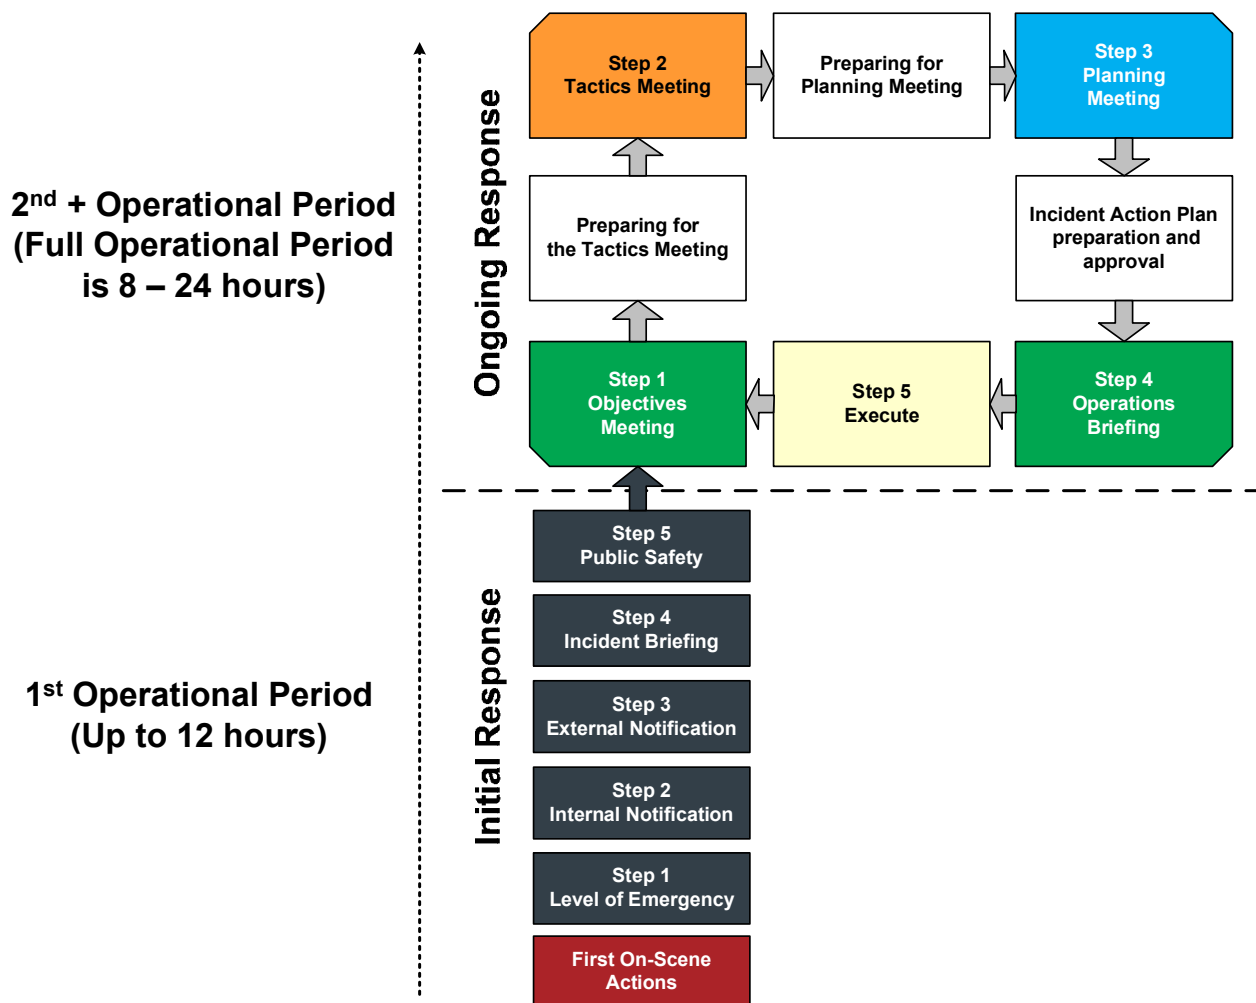 2nd + Operational Period
(Full Operational Period
is 8 – 24 hours)
1st Operational Period
(Up to 12 hours)
Ongoing Response
Step 2
Tactics Meeting
Preparing for
Planning Meeting
Step 3
Planning
Meeting
Preparing for
the Tactics Meeting
Incident Action Plan
preparation and
approval
Step 1
Objectives
Meeting
Step 5
Execute
Step 4
Operations
Briefing
Initial Response
Step 5
Public Safety
Step 4
Incident Briefing
Step 3
External Notification
Step 2
Internal Notification
Step 1
Level of Emergency
First On-Scene
Actions